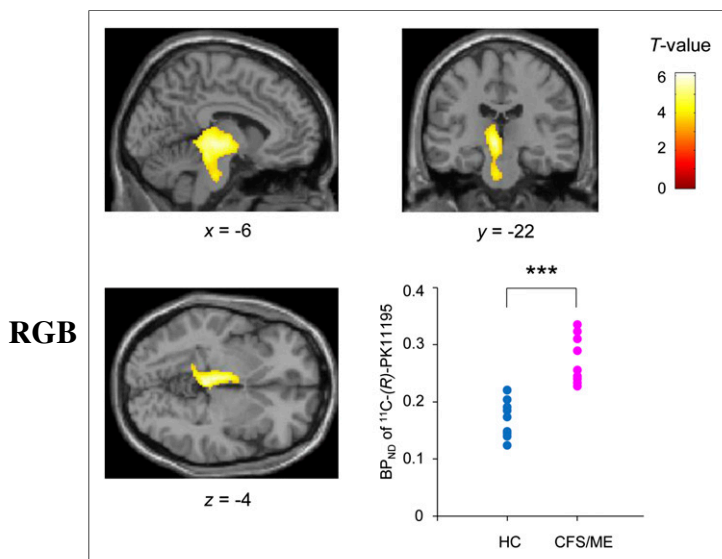 T-value
6
4
2
0
x = -6
y = -22
RGB
z = -4
***
BP_ND of ¹¹C-(R)-PK11195
0.4
0.3
0.2
0.1
0
HC
CFS/ME